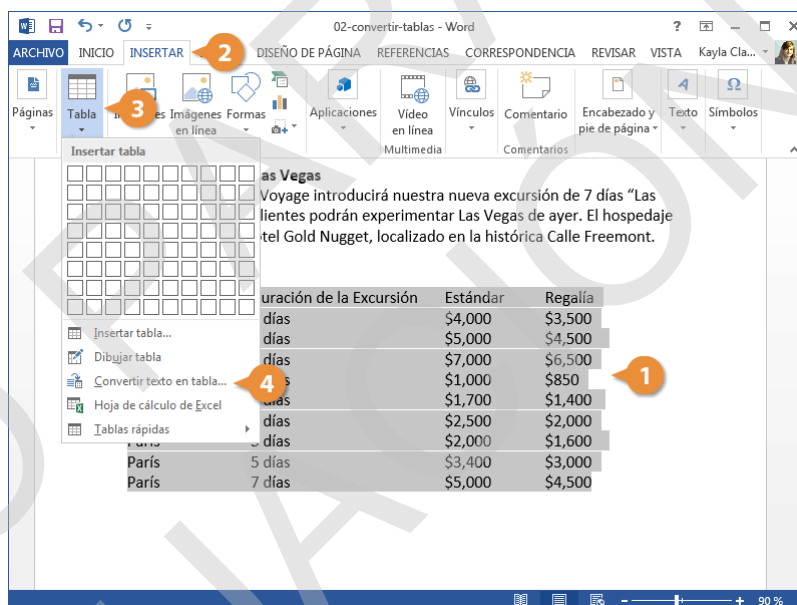 02-convertir-tablas - Word
ARCHIVO INICIO INSERTAR 2 DISEÑO DE PÁGINA REFERENCIAS CORRESPONDENCIA REVISAR VISTA Kayla Cla...
Páginas Tabla 3 Imágenes Formas Aplicaciones Vídeo Vínculos Comentario Encabezado y Texto Símbolos
en línea en línea pie de página
Multimedia Comentarios
Insertar tabla
as Vegas
Voyage introducirá nuestra nueva excursión de 7 días “Las
lientes podrán experimentar Las Vegas de ayer. El hospedaje
tel Gold Nugget, localizado en la histórica Calle Freemont.
uración de la Excursión Estándar Regalía
días $4,000 $3,500
días $5,000 $4,500
Insertar tabla...
Dibujar tabla
días $7,000 $6,500
Convertir texto en tabla... 4 s $1,000 $850 1
Hoja de cálculo de Excel
días $1,700 $1,400
días $2,500 $2,000
Tablas rápidas
días $2,000 $1,600
París 5 días $3,400 $3,000
París 7 días $5,000 $4,500
90 %